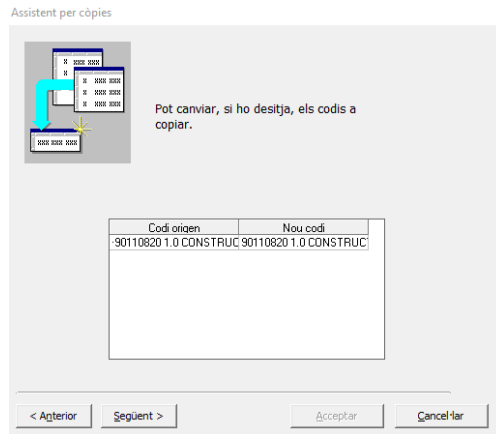 Assistent per còpies
Pot canviar, si ho desitja, els codis a
copiar.
Codi origen Nou codi
-90110820 1.0 CONSTRUC 90110820 1.0 CONSTRUC
< Anterior Següent > Acceptar Cancel·lar